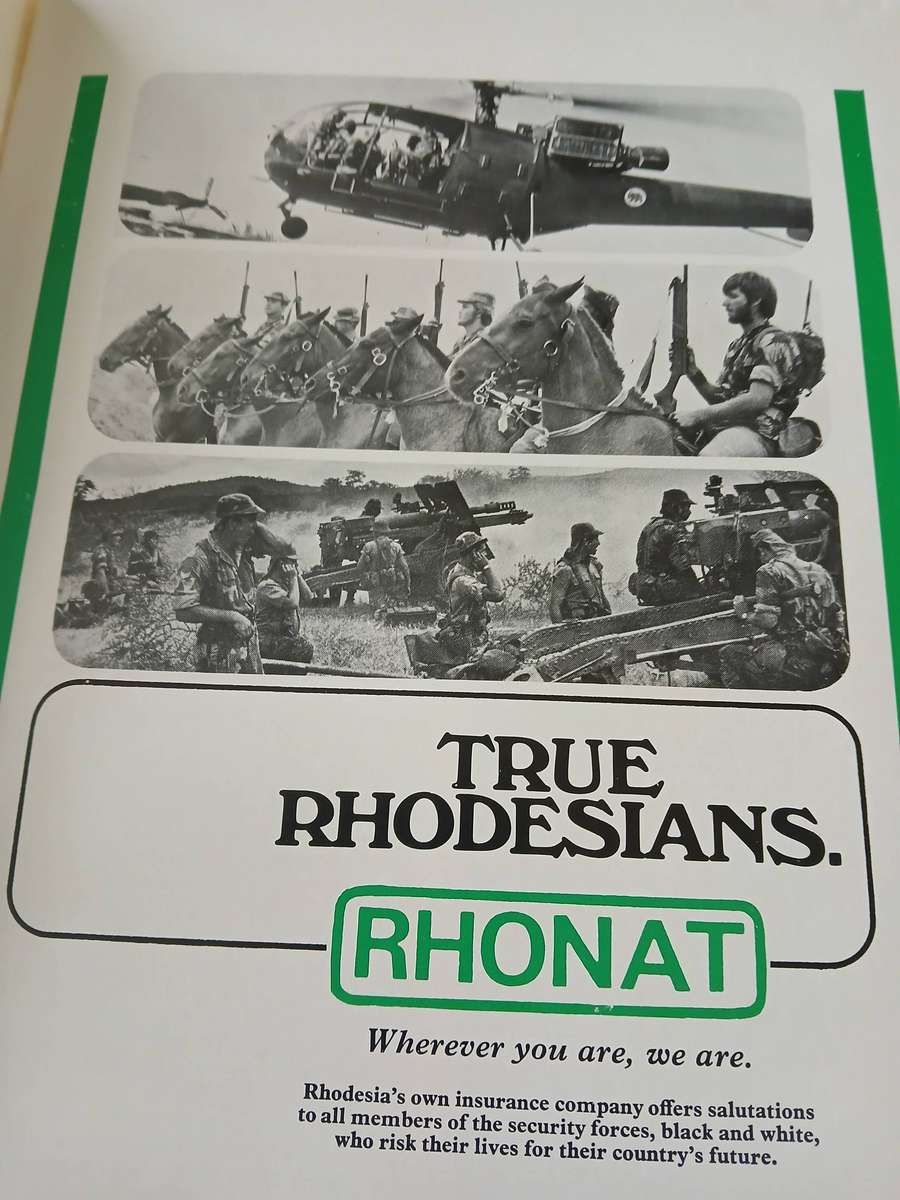 TRUE
RHODESIANS.
RHONAT
Wherever you are, we are.
Rhodesia's own insurance company offers salutations
to all members of the security forces, black and white,
who risk their lives for their country's future.